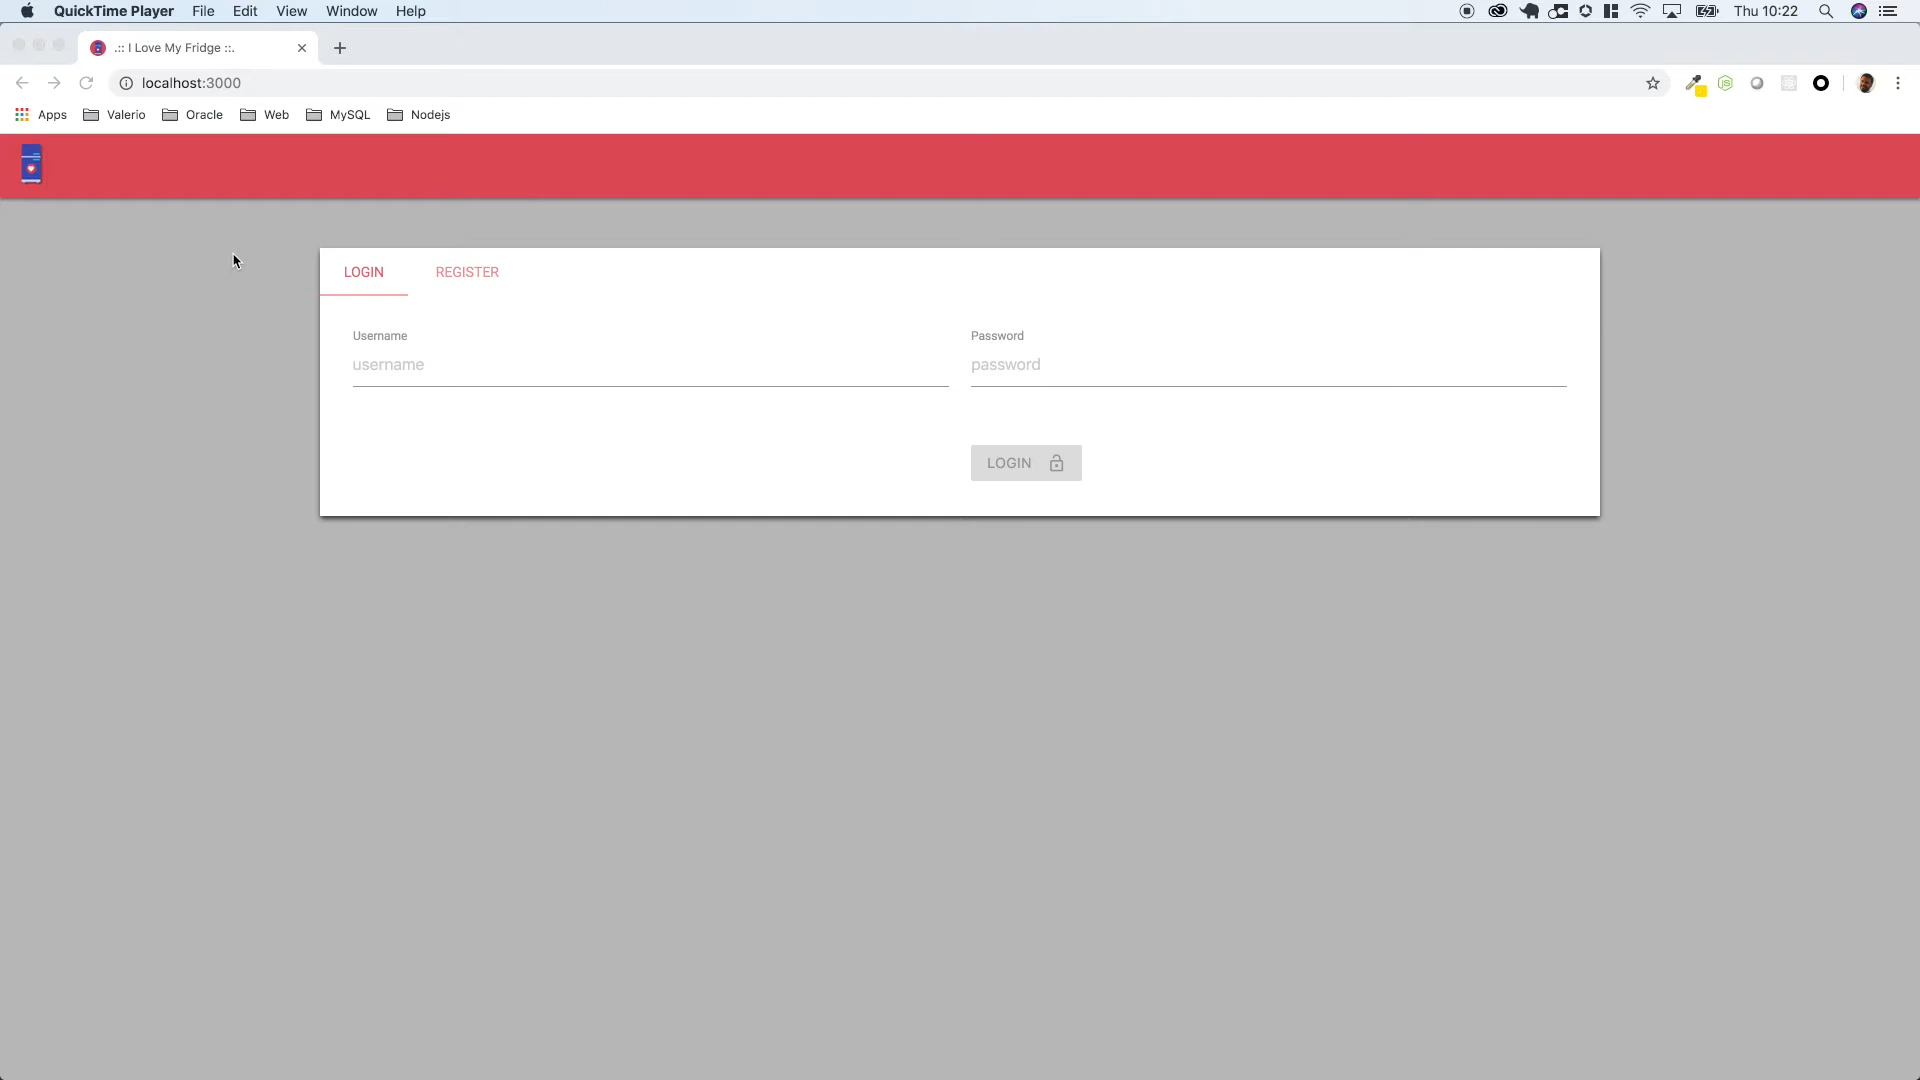 QuickTime Player File Edit View Window Help Thu 10:22
.:: I Love My Fridge ::.
localhost:3000
Apps Valerio Oracle Web MySQL Nodejs
LOGIN REGISTER
Username Password
username password
LOGIN